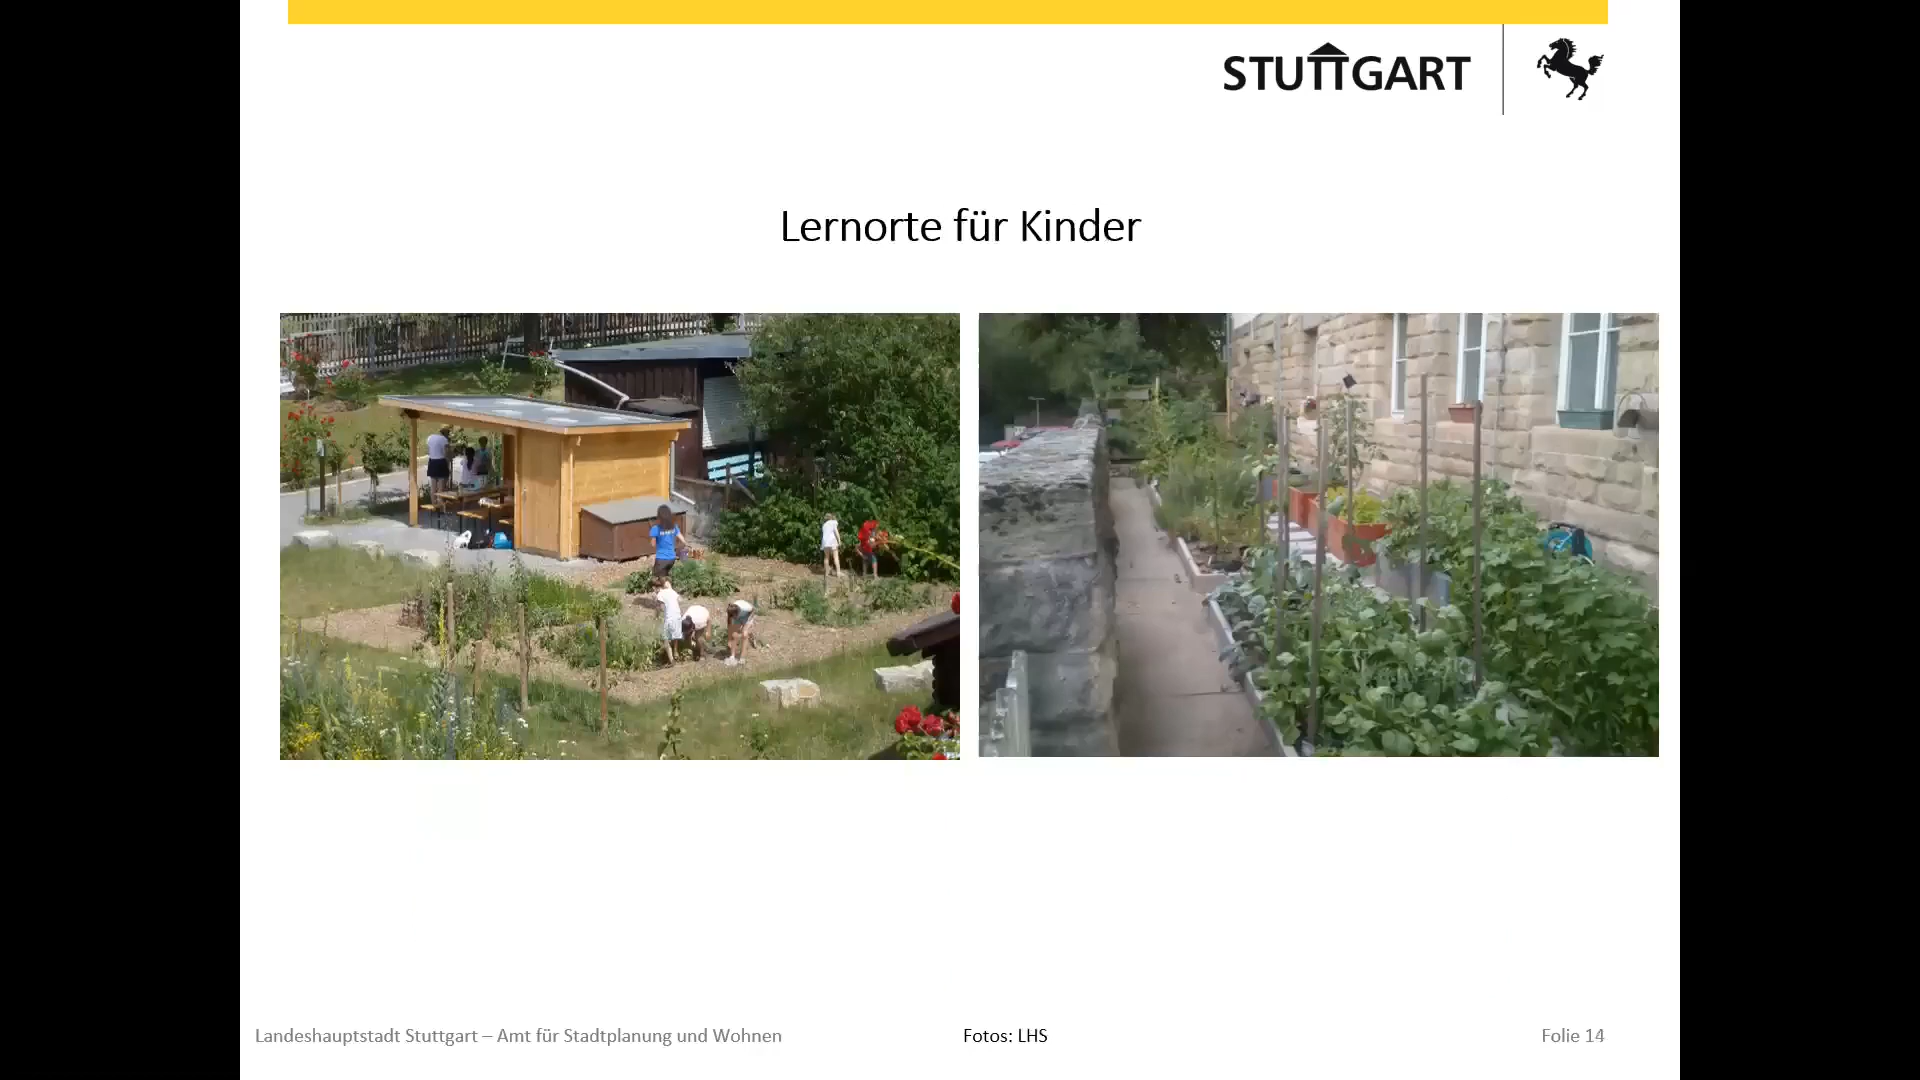 STUTTGART
Lernorte für Kinder
Landeshauptstadt Stuttgart – Amt für Stadtplanung und Wohnen
Fotos: LHS
Folie 14